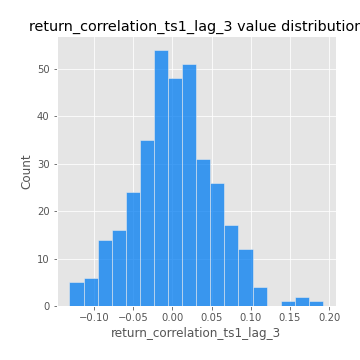 return_correlation_ts1_lag_3 value distribution
50
40
30
20
10
0
Count
−0.10 −0.05 0.00 0.05 0.10 0.15 0.20
return_correlation_ts1_lag_3